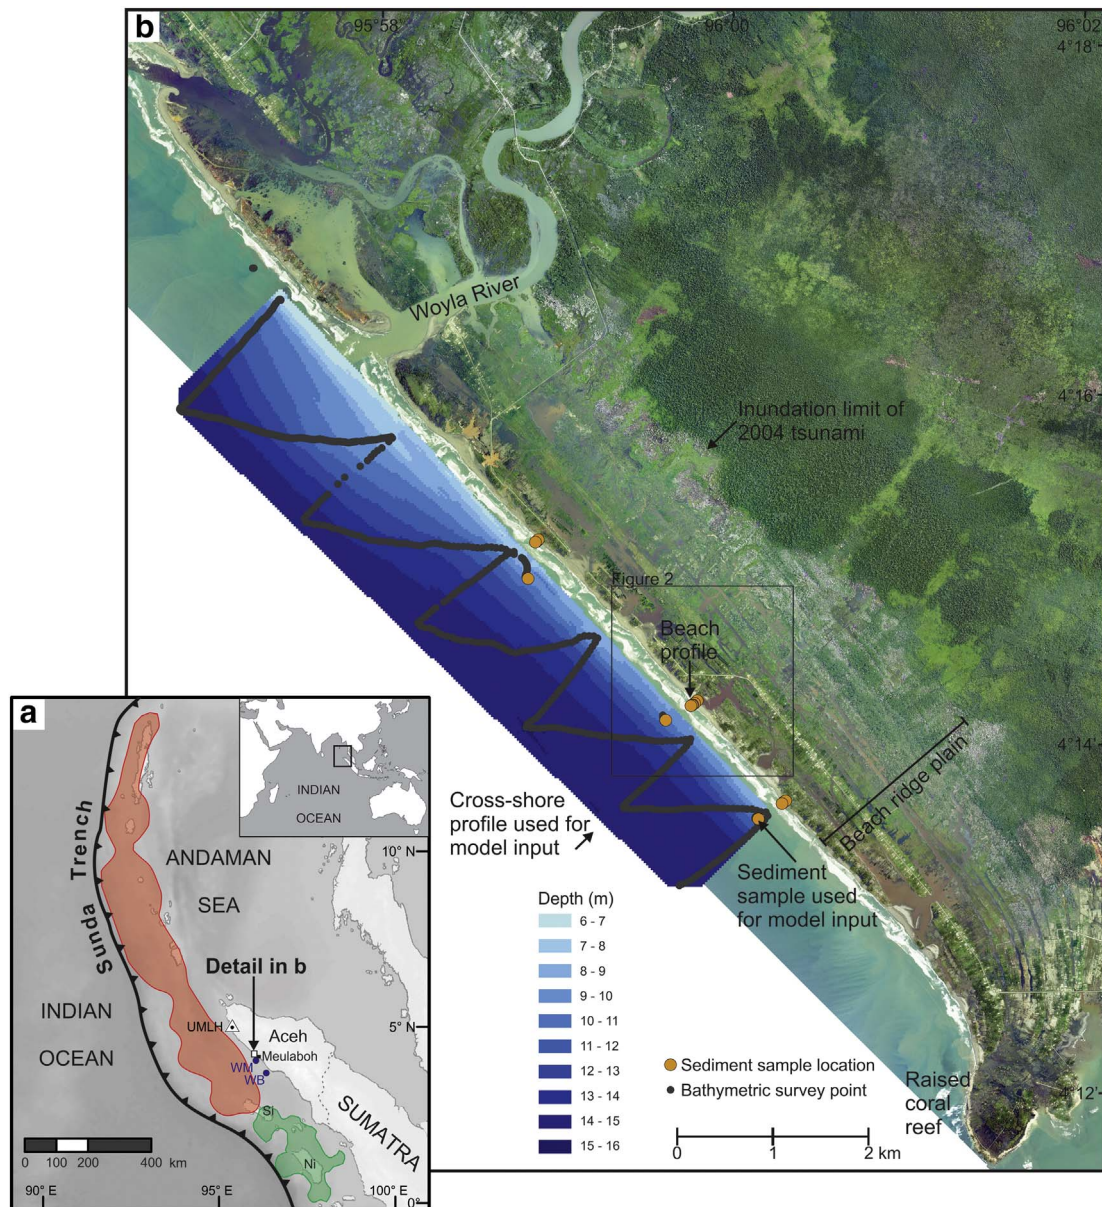 b
95°58'
96°00'
96°02'
4°18'
Woyla River
4°16'
Inundation limit of
2004 tsunami
Figure 2
Beach
profile
4°14'
Beach ridge plain
Cross-shore
profile used for
model input
Sediment
sample used
for model input
Depth (m)
6 - 7
7 - 8
8 - 9
9 - 10
10 - 11
11 - 12
12 - 13
13 - 14
14 - 15
15 - 16
Sediment sample location
Bathymetric survey point
0 1 2 km
Raised
coral
reef
4°12'
a
INDIAN
OCEAN
Sunda Trench
ANDAMAN
SEA
10° N
Detail in b
INDIAN
OCEAN
UMLH
Aceh
5° N
Meulaboh
WM
WB
SUMATRA
Si
Ni
0 100 200 400 km
90° E
95° E
100° E
0°